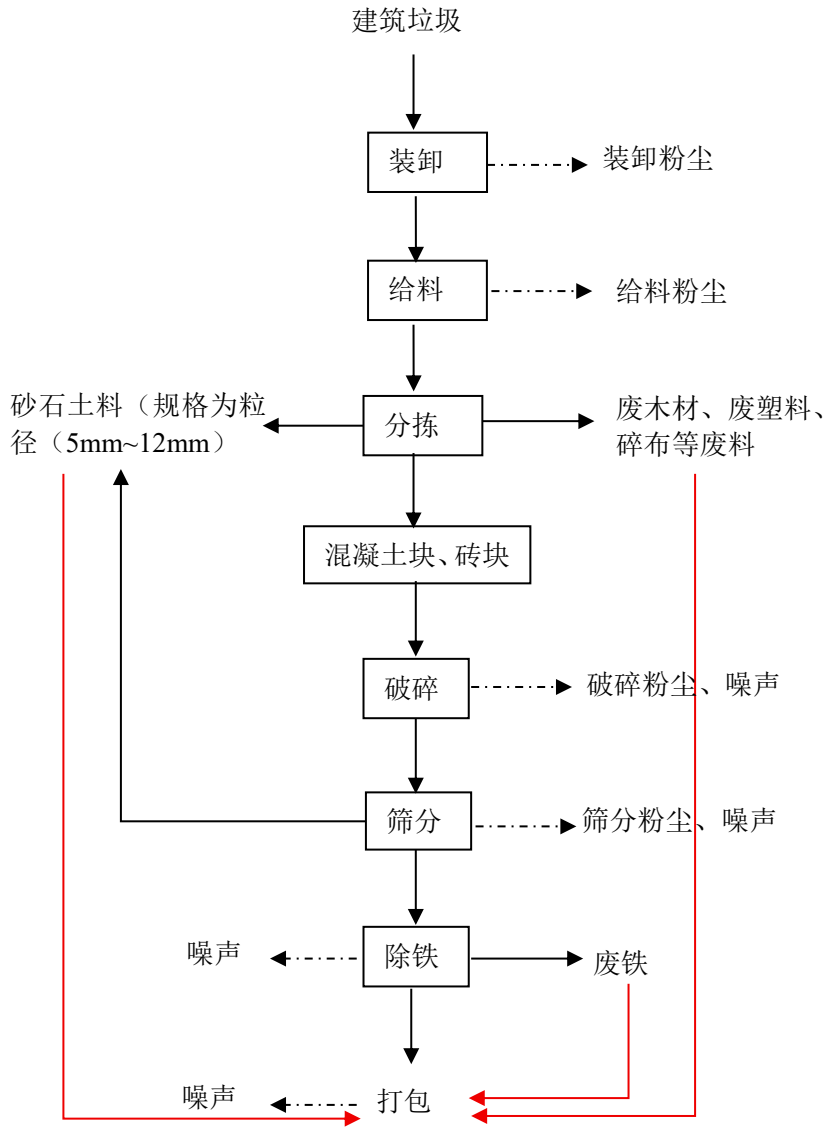 建筑垃圾
装卸
装卸粉尘
给料
给料粉尘
砂石土料（规格为粒
径（5mm~12mm）
分拣
废木材、废塑料、
碎布等废料
混凝土块、砖块
破碎
破碎粉尘、噪声
筛分
筛分粉尘、噪声
噪声
除铁
废铁
噪声
打包